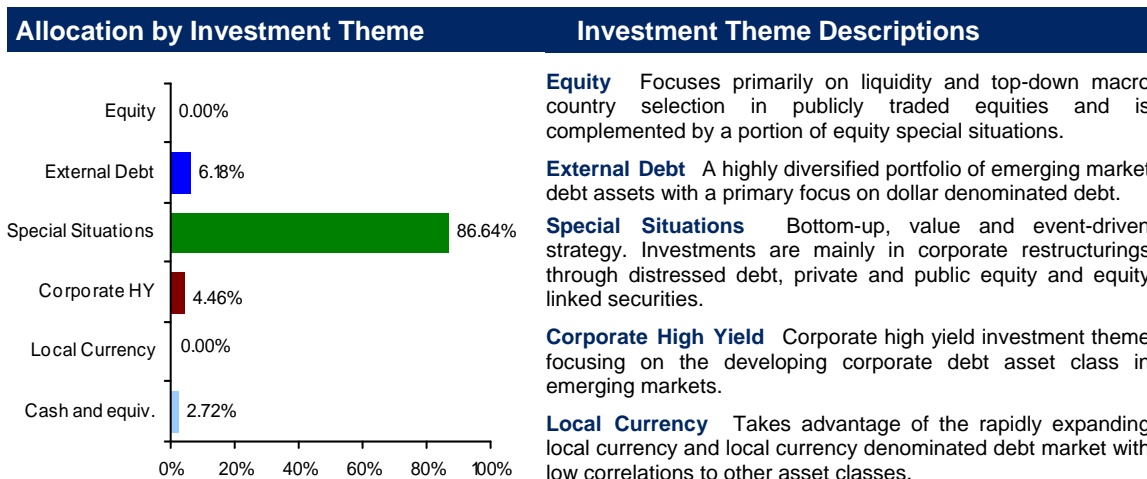 Allocation by Investment Theme
Equity
0.00%
External Debt
6.18%
Special Situations
86.64%
Corporate HY
4.46%
Local Currency
0.00%
Cash and equiv.
2.72%
0% 20% 40% 60% 80% 100%
Investment Theme Descriptions
Equity Focuses primarily on liquidity and top-down macro
country selection in publicly traded equities and is
complemented by a portion of equity special situations.
External Debt A highly diversified portfolio of emerging market
debt assets with a primary focus on dollar denominated debt.
Special Situations Bottom-up, value and event-driven
strategy. Investments are mainly in corporate restructurings
through distressed debt, private and public equity and equity
linked securities.
Corporate High Yield Corporate high yield investment theme
focusing on the developing corporate debt asset class in
emerging markets.
Local Currency Takes advantage of the rapidly expanding
local currency and local currency denominated debt market with
low correlations to other asset classes.